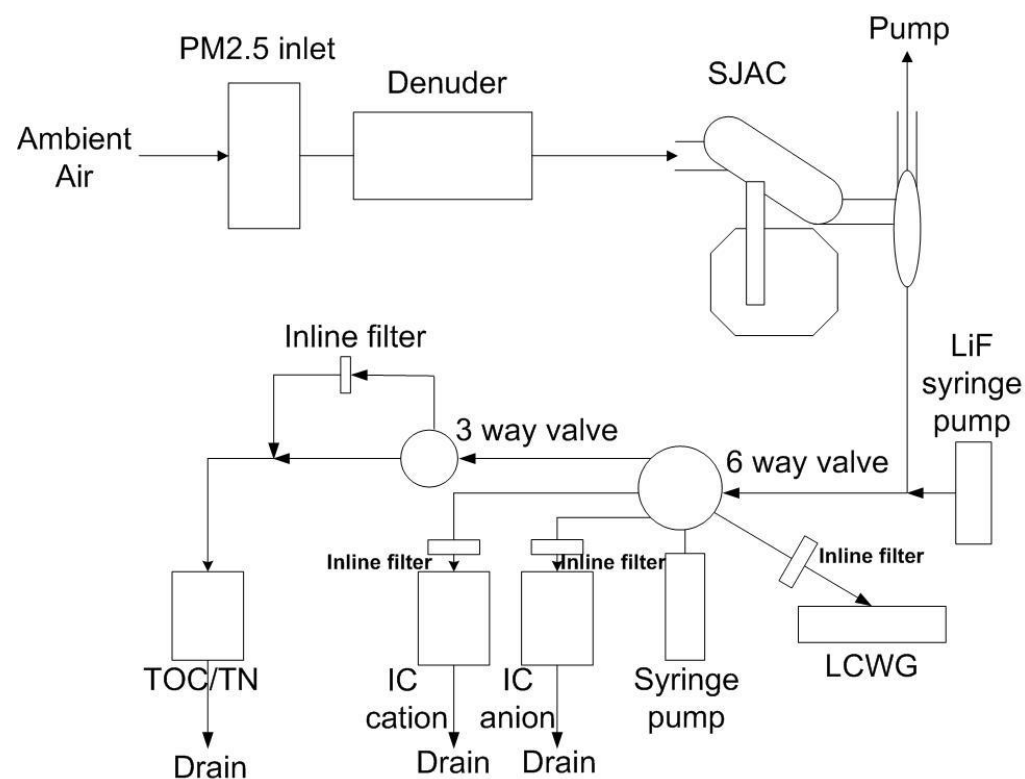 Pump
PM2.5 inlet
SJAC
Denuder
Ambient
Air
Inline filter
LiF
syringe
pump
3 way valve
6 way valve
Inline filter
Inline filter
Inline filter
TOC/TN
IC
cation
IC
anion
Syringe
pump
LCWG
Drain
Drain
Drain